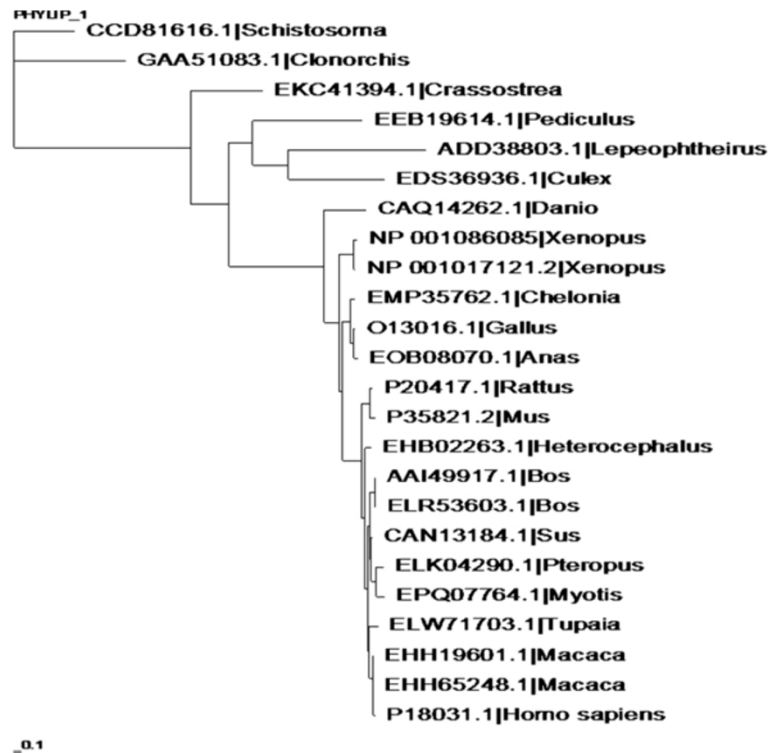 PHYLIP_1
CCD81616.1|Schistosoma
GAA51083.1|Clonorchis
EKC41394.1|Crassostrea
EEB19614.1|Pediculus
ADD38803.1|Lepeophtheirus
EDS36936.1|Culex
CAQ14262.1|Danio
NP 001086085|Xenopus
NP 001017121.2|Xenopus
EMP35762.1|Chelonia
O13016.1|Gallus
EOB08070.1|Anas
P20417.1|Rattus
P35821.2|Mus
EHB02263.1|Heterocephalus
AAI49917.1|Bos
ELR53603.1|Bos
CAN13184.1|Sus
ELK04290.1|Pteropus
EPQ07764.1|Myotis
ELW71703.1|Tupaia
EHH19601.1|Macaca
EHH65248.1|Macaca
P18031.1|Homo sapiens
_0.1